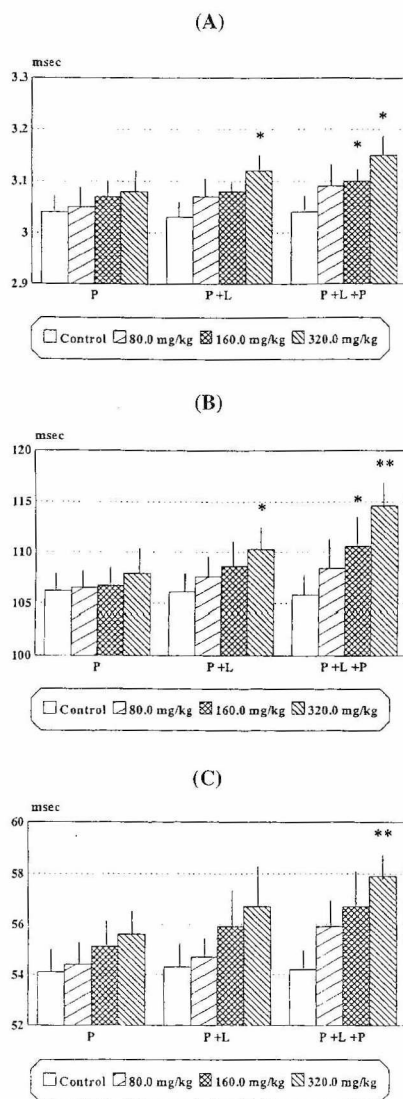 (A)
msec
3.3
3.2
3.1
3
2.9
*
*
*
P
P +L
P +L +P
Control 80.0 mg/kg 160.0 mg/kg 320.0 mg/kg
(B)
msec
120
115
110
105
100
*
*
**
P
P +L
P +L +P
Control 80.0 mg/kg 160.0 mg/kg 320.0 mg/kg
(C)
msec
60
58
56
54
52
**
P
P +L
P +L +P
Control 80.0 mg/kg 160.0 mg/kg 320.0 mg/kg